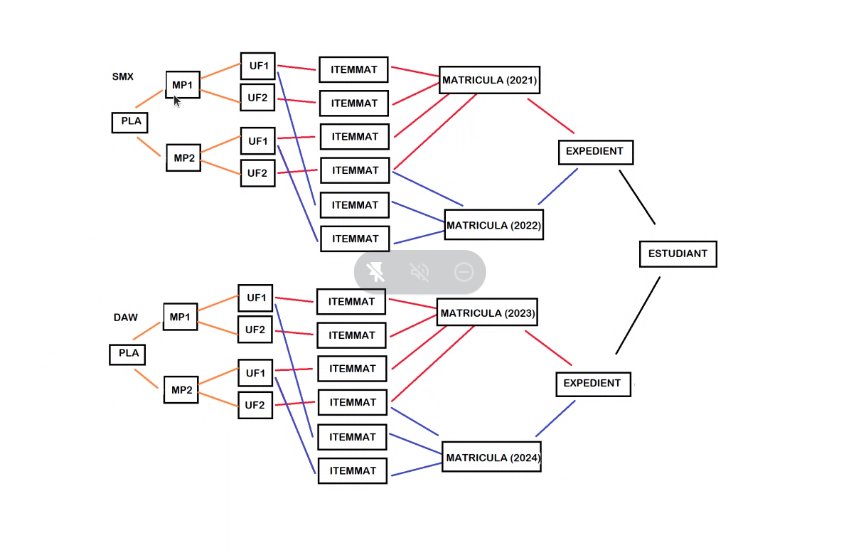 SMX
PLA
MP1
MP2
UF1
UF2
UF1
UF2
ITEMMAT
ITEMMAT
ITEMMAT
ITEMMAT
ITEMMAT
ITEMMAT
MATRICULA (2021)
MATRICULA (2022)
EXPEDIENT
ESTUDIANT
DAW
PLA
MP1
MP2
UF1
UF2
UF1
UF2
ITEMMAT
ITEMMAT
ITEMMAT
ITEMMAT
ITEMMAT
ITEMMAT
MATRICULA (2023)
MATRICULA (2024)
EXPEDIENT